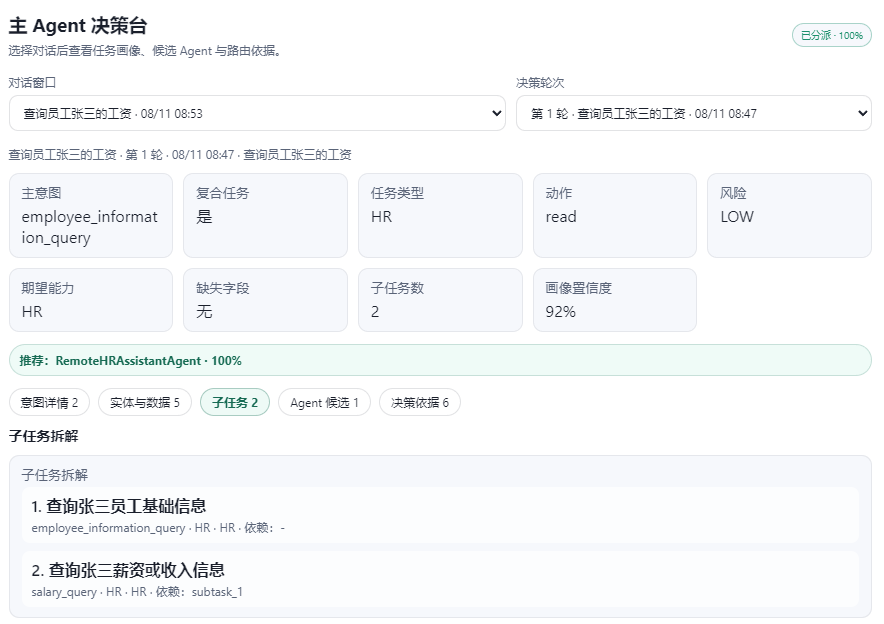 主 Agent 决策台
选择对话后查看任务画像、候选 Agent 与路由依据。
已分派 · 100%
对话窗口
决策轮次
查询员工张三的工资 · 08/11 08:53
第 1 轮 · 查询员工张三的工资 · 08/11 08:47
查询员工张三的工资 · 第 1 轮 · 08/11 08:47 · 查询员工张三的工资
主意图
employee_informat
ion_query
复合任务
是
任务类型
HR
动作
read
风险
LOW
期望能力
HR
缺失字段
无
子任务数
2
画像置信度
92%
推荐：RemoteHRAssistantAgent · 100%
意图详情 2
实体与数据 5
子任务 2
Agent 候选 1
决策依据 6
子任务拆解
子任务拆解
1. 查询张三员工基础信息
employee_information_query · HR · HR · 依赖：-
2. 查询张三薪资或收入信息
salary_query · HR · HR · 依赖：subtask_1